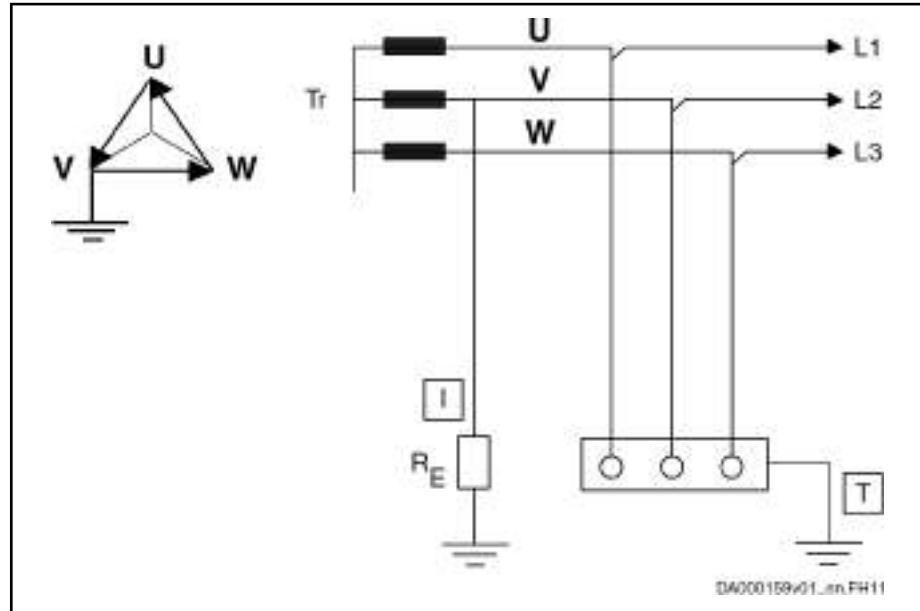 U
V W
Tr
U
V
W
L1
L2
L3
I
R_E
T
DA000159v01_nn.FH11